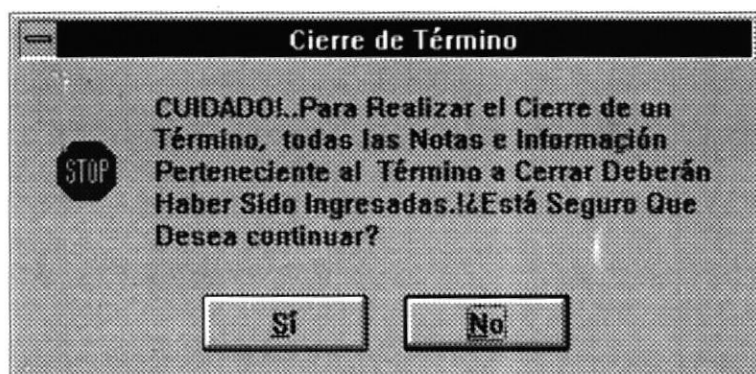 Cierre de Término
CUIDADO!..Para Realizar el Cierre de un
STOP
Término, todas las Notas e Información
Perteneciente al Término a Cerrar Deberán
Haber Sído Ingresadas.!¿Está Seguro Que
Desea continuar?
Sí
No